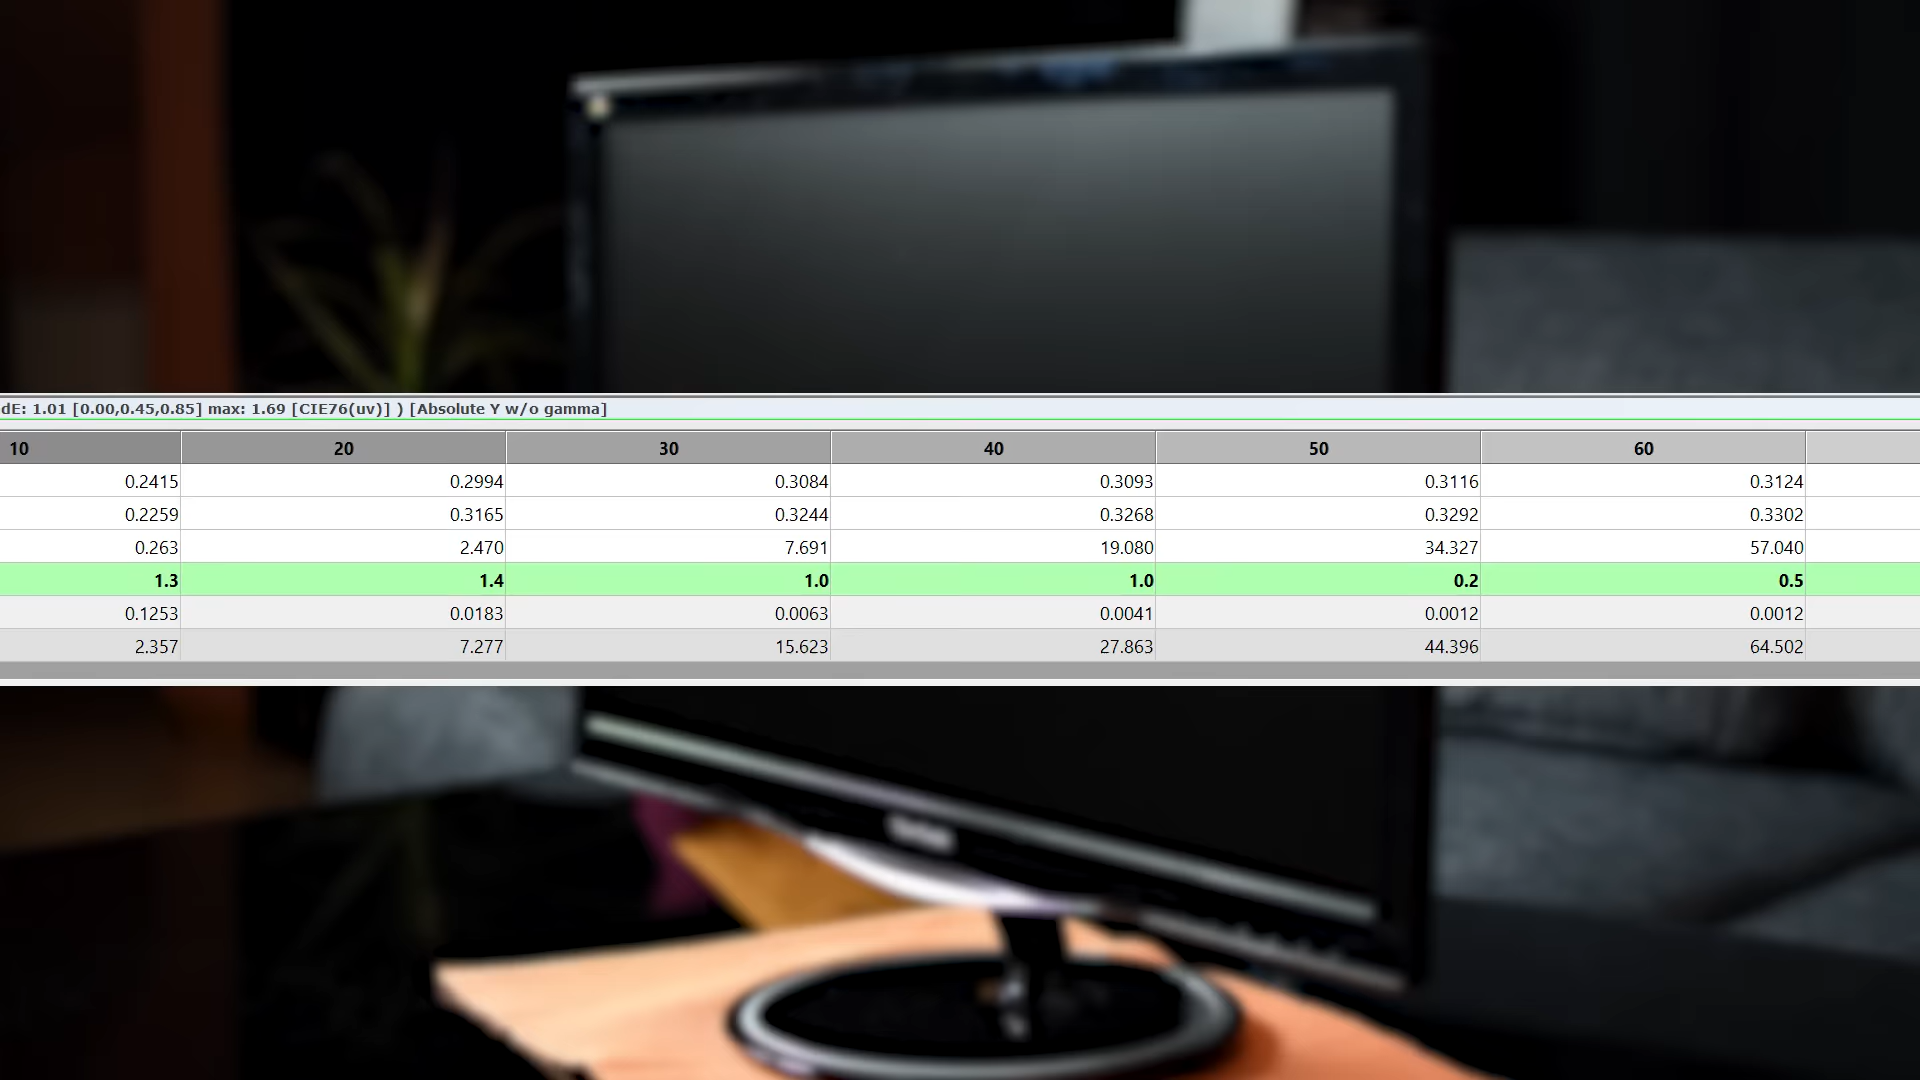 dE: 1.01 [0.00,0.45,0.85] max: 1.69 [CIE76(uv)] ) [Absolute Y w/o gamma]
10 20 30 40 50 60
0.2415 0.2994 0.3084 0.3093 0.3116 0.3124
0.2259 0.3165 0.3244 0.3268 0.3292 0.3302
0.263 2.470 7.691 19.080 34.327 57.040
1.3 1.4 1.0 1.0 0.2 0.5
0.1253 0.0183 0.0063 0.0041 0.0012 0.0012
2.357 7.277 15.623 27.863 44.396 64.502